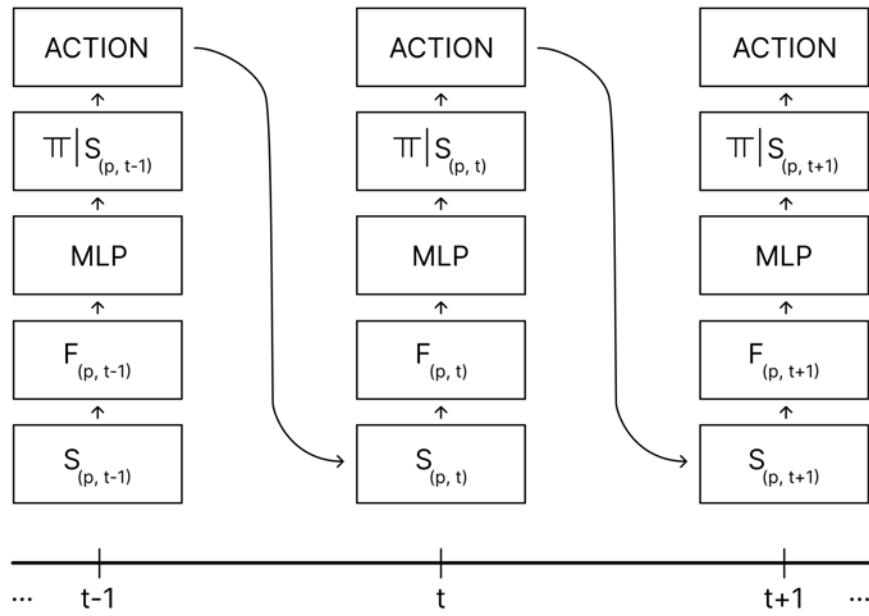 ACTION ACTION ACTION
π|S(p, t-1) π|S(p, t) π|S(p, t+1)
MLP MLP MLP
F(p, t-1) F(p, t) F(p, t+1)
S(p, t-1) S(p, t) S(p, t+1)
... t-1 t t+1 ...